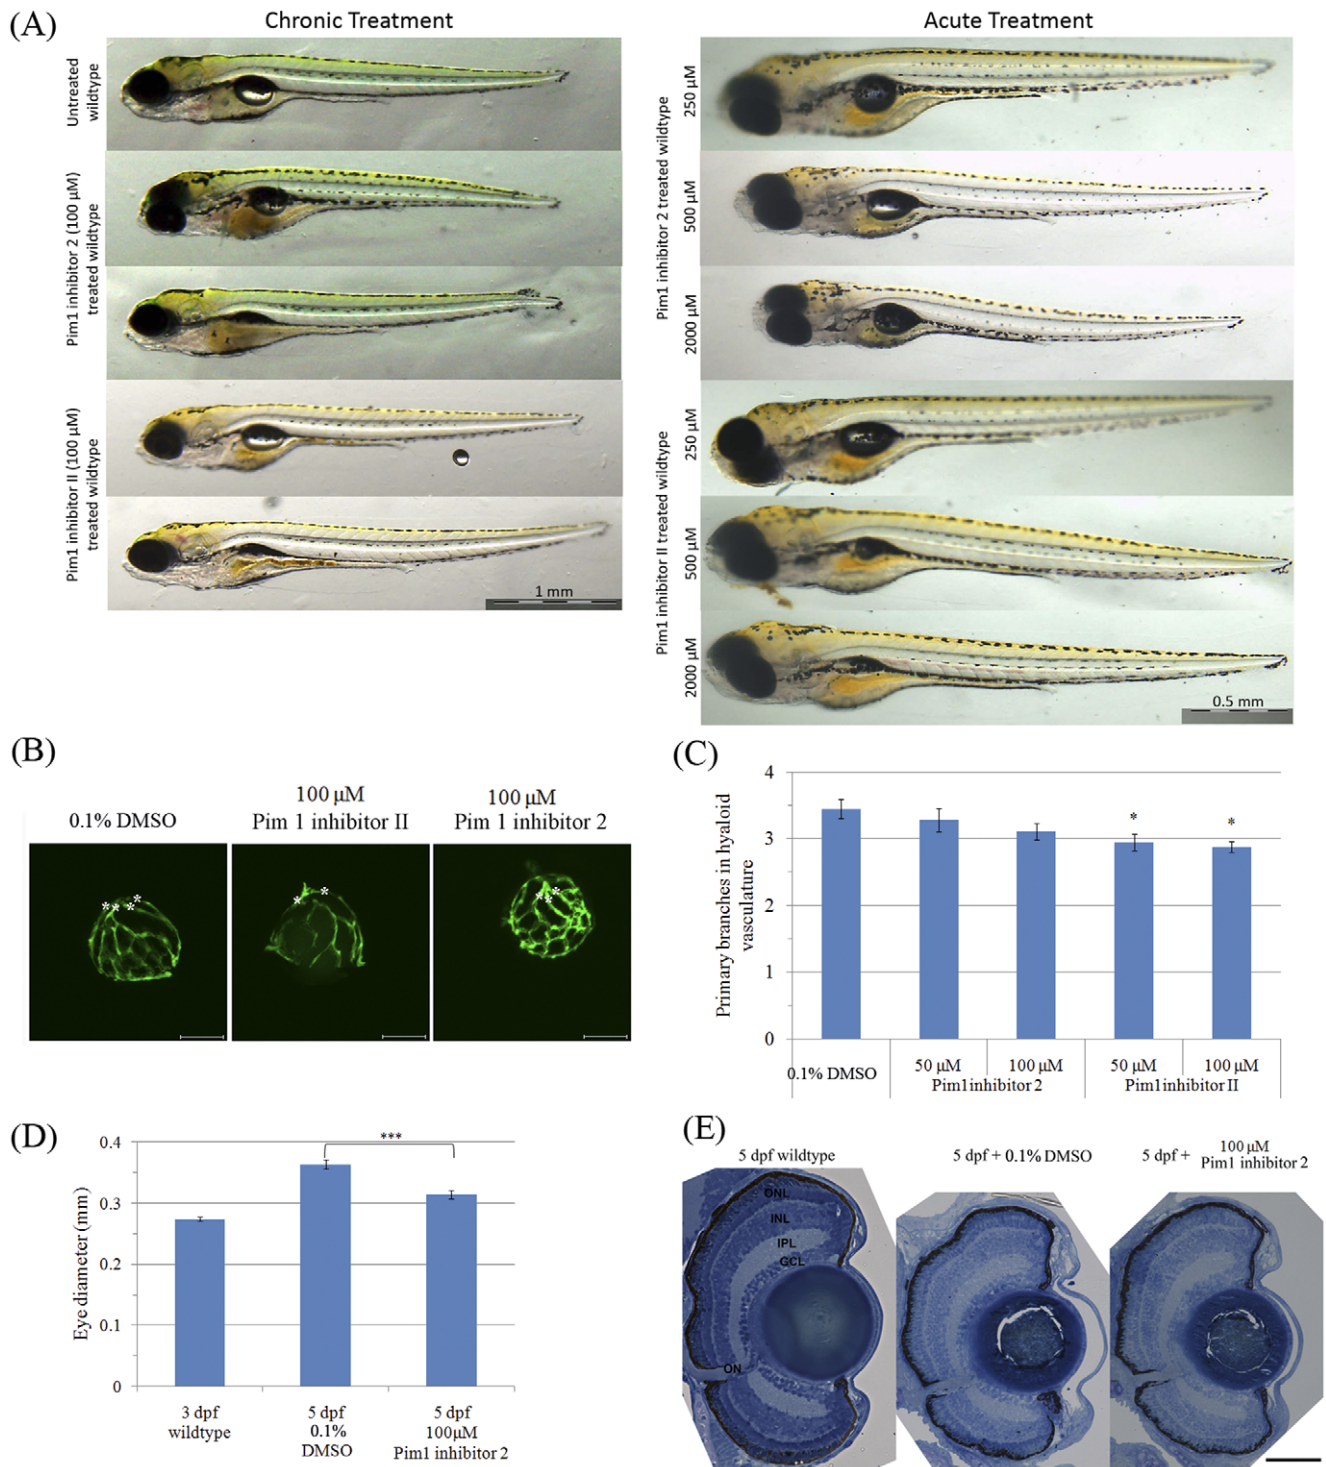 (A)
Chronic Treatment
Untreated
wildtype
Pim1 inhibitor 2 (100 µM)
treated wildtype
Pim1 inhibitor II (100 µM)
treated wildtype
1 mm
Acute Treatment
Pim1 inhibitor 2 treated wildtype
250 µM
500 µM
2000 µM
Pim1 inhibitor II treated wildtype
250 µM
500 µM
2000 µM
0.5 mm
(B)
0.1% DMSO
100 µM
Pim 1 inhibitor II
100 µM
Pim 1 inhibitor 2
**
**
*
*
*
*
*
(C)
Primary branches in hyaloid
vasculature
4
3
2
1
0
*
*
0.1% DMSO
50 µM
100 µM
50 µM
100 µM
Pim1inhibitor 2
Pim1inhibitor II
(D)
Eye diameter (mm)
0.4
0.3
0.2
0.1
0
***
3 dpf
wildtype
5 dpf
0.1%
DMSO
5 dpf
100µM
Pim1 inhibitor 2
(E)
5 dpf wildtype
5 dpf + 0.1% DMSO
5 dpf +
100 µM
Pim1 inhibitor 2
ONL
INL
IPL
GCL
ON